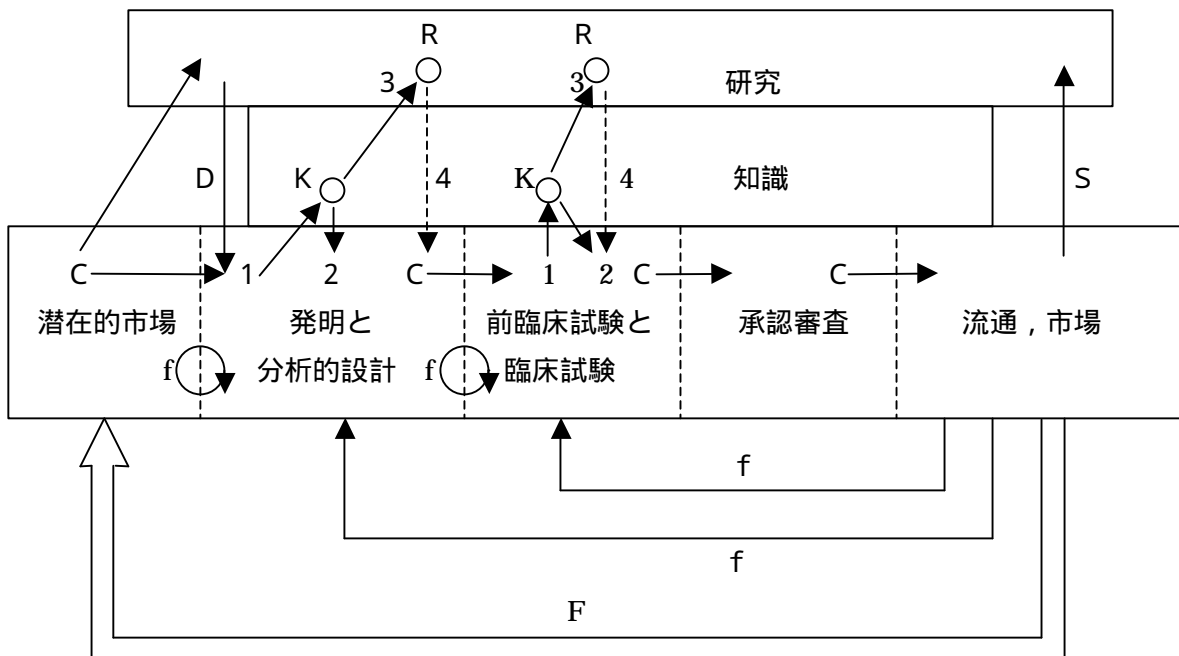 R R
3 3 研究
D K 4 K 4 知識 S
C 1 2 C 1 2 C C
潜在的市場 発明と 前臨床試験と 承認審査 流通，市場
f 分析的設計 f 臨床試験
f
f
F